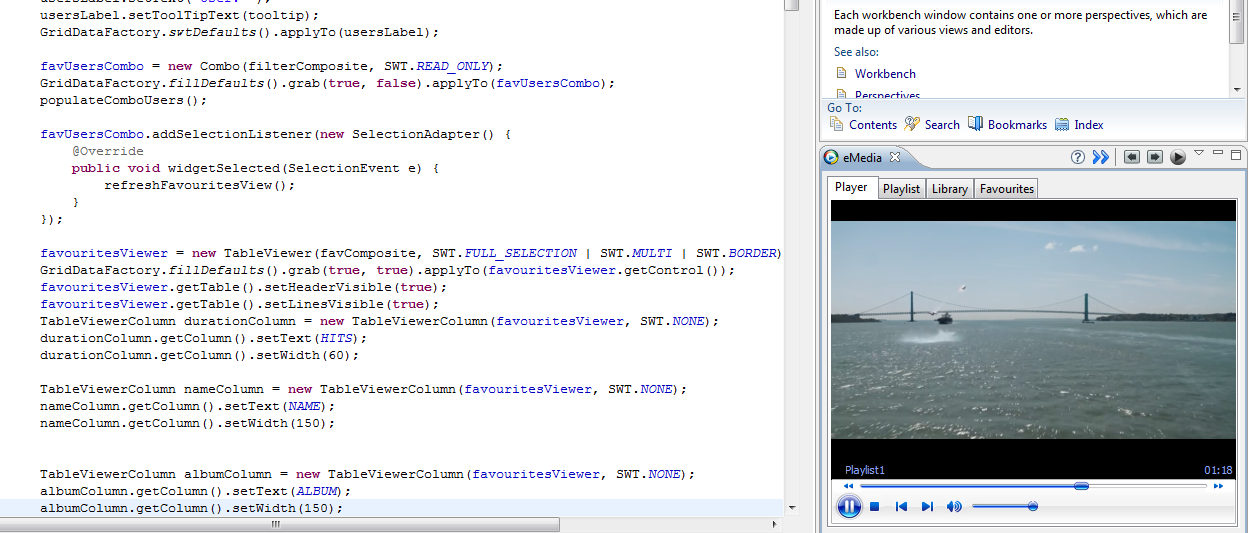 usersLabel.setToolTipText(tooltip);
GridDataFactory.swtDefaults().applyTo(usersLabel);
favUsersCombo = new Combo(filterComposite, SWT.READ_ONLY);
GridDataFactory.fillDefaults().grab(true, false).applyTo(favUsersCombo);
populateComboUsers();
favUsersCombo.addSelectionListener(new SelectionAdapter() {
@Override
public void widgetSelected(SelectionEvent e) {
refreshFavouritesView();
}
});
favouritesViewer = new TableViewer(favComposite, SWT.FULL_SELECTION | SWT.MULTI | SWT.BORDER)
GridDataFactory.fillDefaults().grab(true, true).applyTo(favouritesViewer.getControl());
favouritesViewer.getTable().setHeaderVisible(true);
favouritesViewer.getTable().setLinesVisible(true);
TableViewerColumn durationColumn = new TableViewerColumn(favouritesViewer, SWT.NONE);
durationColumn.getColumn().setText(HITS);
durationColumn.getColumn().setWidth(60);
TableViewerColumn nameColumn = new TableViewerColumn(favouritesViewer, SWT.NONE);
nameColumn.getColumn().setText(NAME);
nameColumn.getColumn().setWidth(150);
TableViewerColumn albumColumn = new TableViewerColumn(favouritesViewer, SWT.NONE);
albumColumn.getColumn().setText(ALBUM);
albumColumn.getColumn().setWidth(150);
Each workbench window contains one or more perspectives, which are
made up of various views and editors.
See also:
Workbench
Perspectives
Go To:
Contents Search Bookmarks Index
eMedia
Player Playlist Library Favourites
Playlist1 01:18